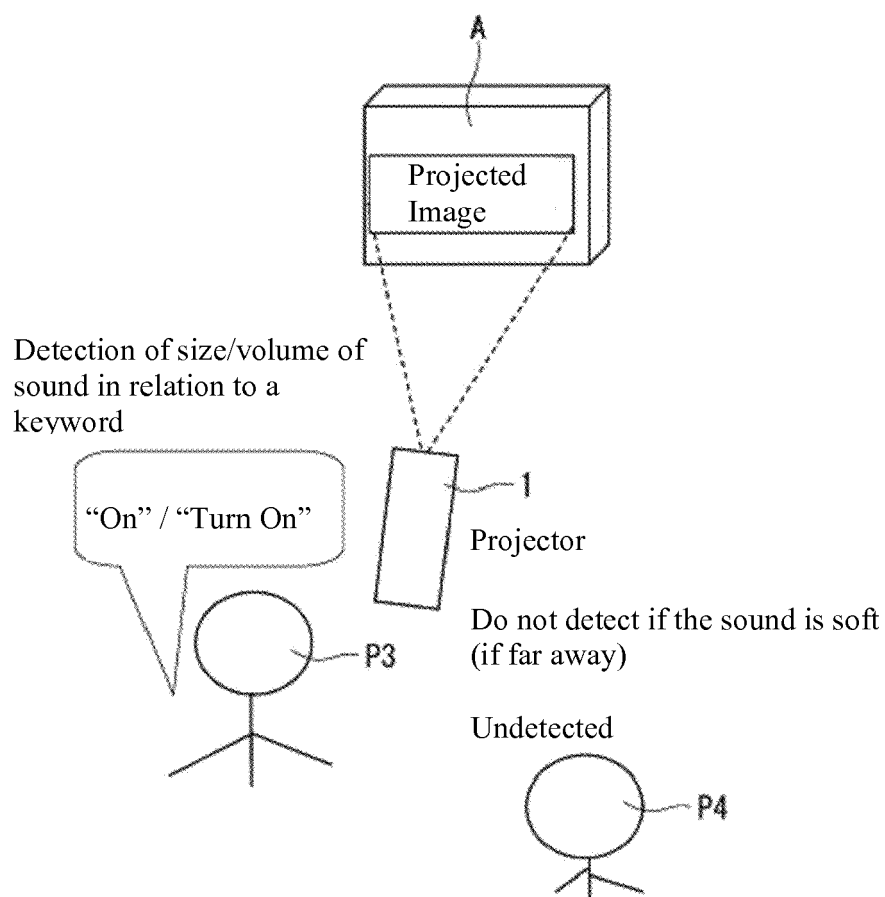 A
Projected
Image
Detection of size/volume of
sound in relation to a
keyword
“On” / “Turn On”
1
Projector
Do not detect if the sound is soft
(if far away)
P3
Undetected
P4